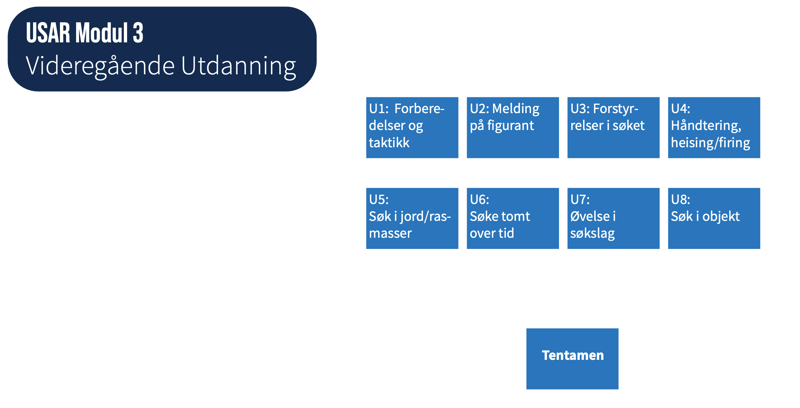 USAR Modul 3
Videregående Utdanning
U1: Forbere-
delser og
taktikk
U2: Melding
på figurant
U3: Forstyr-
relser i søket
U4:
Håndtering,
heising/firing
U5:
Søk i jord/ras-
masser
U6:
Søke tomt
over tid
U7:
Øvelse i
søkslag
U8:
Søk i objekt
Tentamen